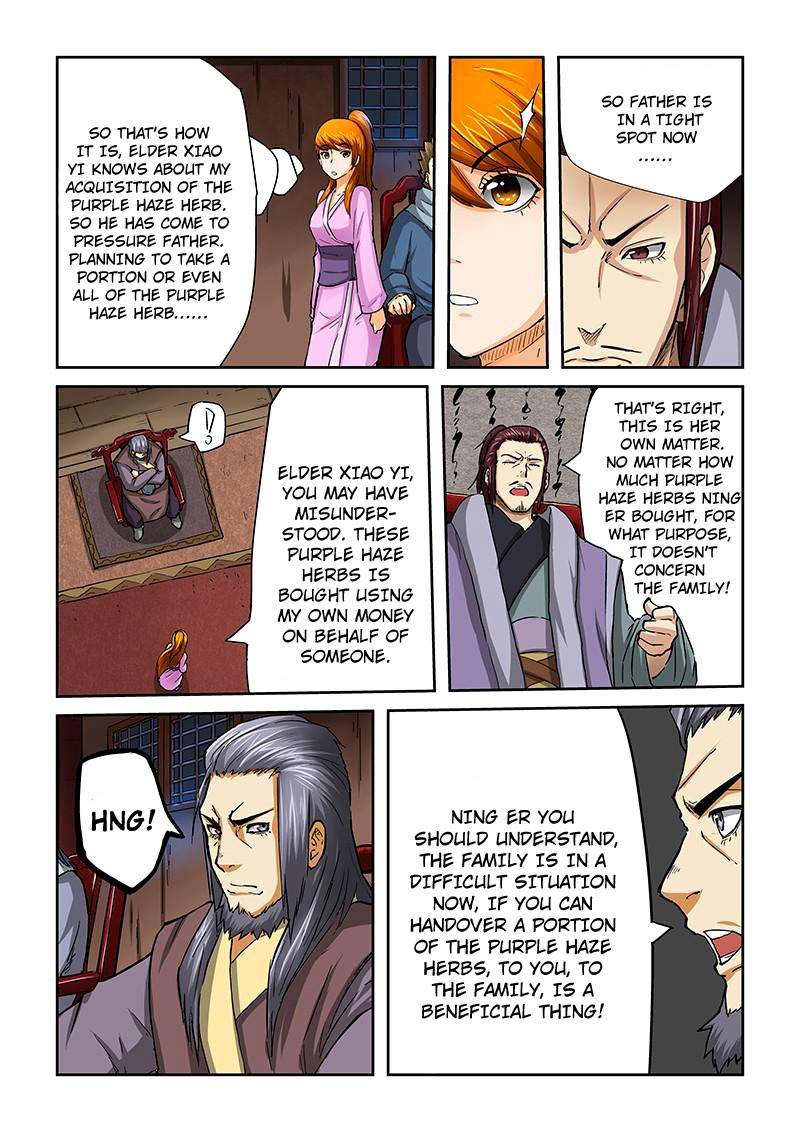 SO THAT'S HOW
IT IS, ELDER XIAO
YI KNOWS ABOUT MY
ACQUISITION OF THE
PURPLE HAZE HERB.
SO HE HAS COME TO
PRESSURE FATHER.
PLANNING TO TAKE A
PORTION OR EVEN
ALL OF THE PURPLE
HAZE HERB......
SO FATHER IS
IN A TIGHT
SPOT NOW
......
!?
ELDER XIAO YI,
YOU MAY HAVE
MISUNDER-
STOOD. THESE
PURPLE HAZE
HERBS IS
BOUGHT USING
MY OWN MONEY
ON BEHALF OF
SOMEONE.
THAT'S RIGHT,
THIS IS HER
OWN MATTER.
NO MATTER HOW
MUCH PURPLE
HAZE HERBS NING
ER BOUGHT, FOR
WHAT PURPOSE,
IT DOESN'T
CONCERN
THE FAMILY!
HNG!
NING ER YOU
SHOULD UNDERSTAND,
THE FAMILY IS IN A
DIFFICULT SITUATION
NOW, IF YOU CAN
HANDOVER A PORTION
OF THE PURPLE HAZE
HERBS, TO YOU, TO
THE FAMILY, IS A
BENEFICIAL THING!